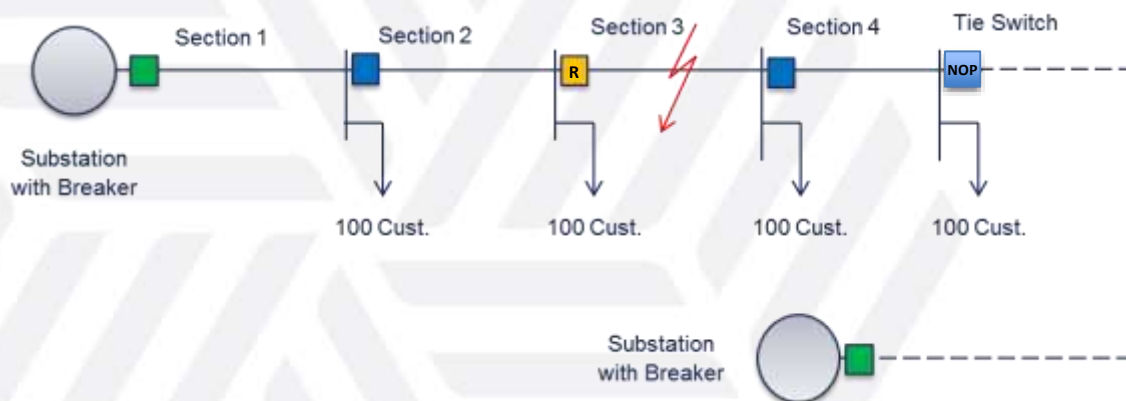 Section 1
Section 2
Section 3
Section 4
Tie Switch
R
NOP
Substation
with Breaker
100 Cust.
100 Cust.
100 Cust.
100 Cust.
Substation
with Breaker